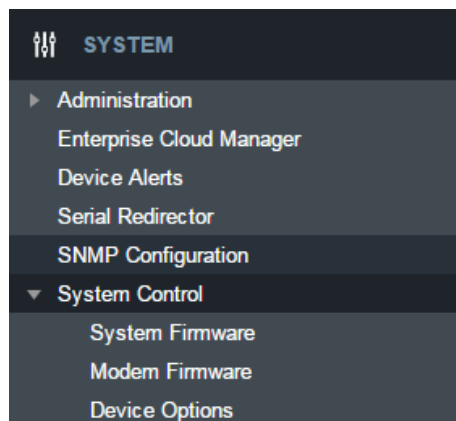 SYSTEM
Administration
Enterprise Cloud Manager
Device Alerts
Serial Redirector
SNMP Configuration
System Control
System Firmware
Modem Firmware
Device Options